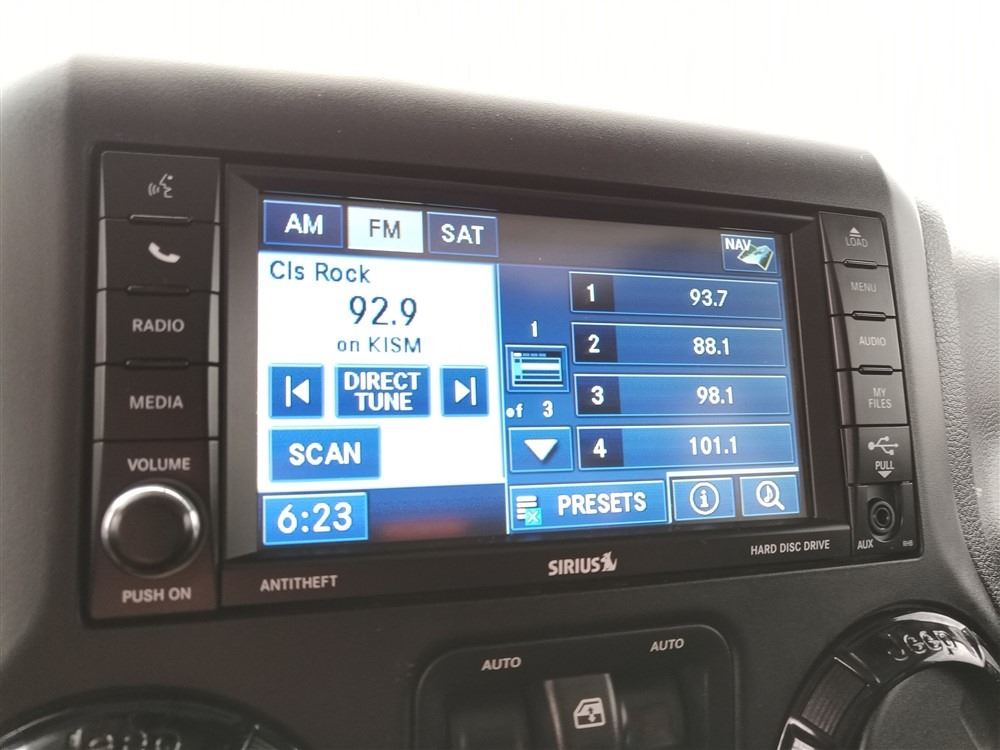 AM
FM
SAT
NAV
Cls Rock
92.9
on KISM
DIRECT
TUNE
SCAN
6:23
1
of 3
1 93.7
2 88.1
3 98.1
4 101.1
PRESETS
RADIO
MEDIA
VOLUME
PUSH ON
LOAD
MENU
AUDIO
MY
FILES
PULL
AUX
RHB
ANTITHEFT
SIRIUS
HARD DISC DRIVE
AUTO
AUTO
Jeep